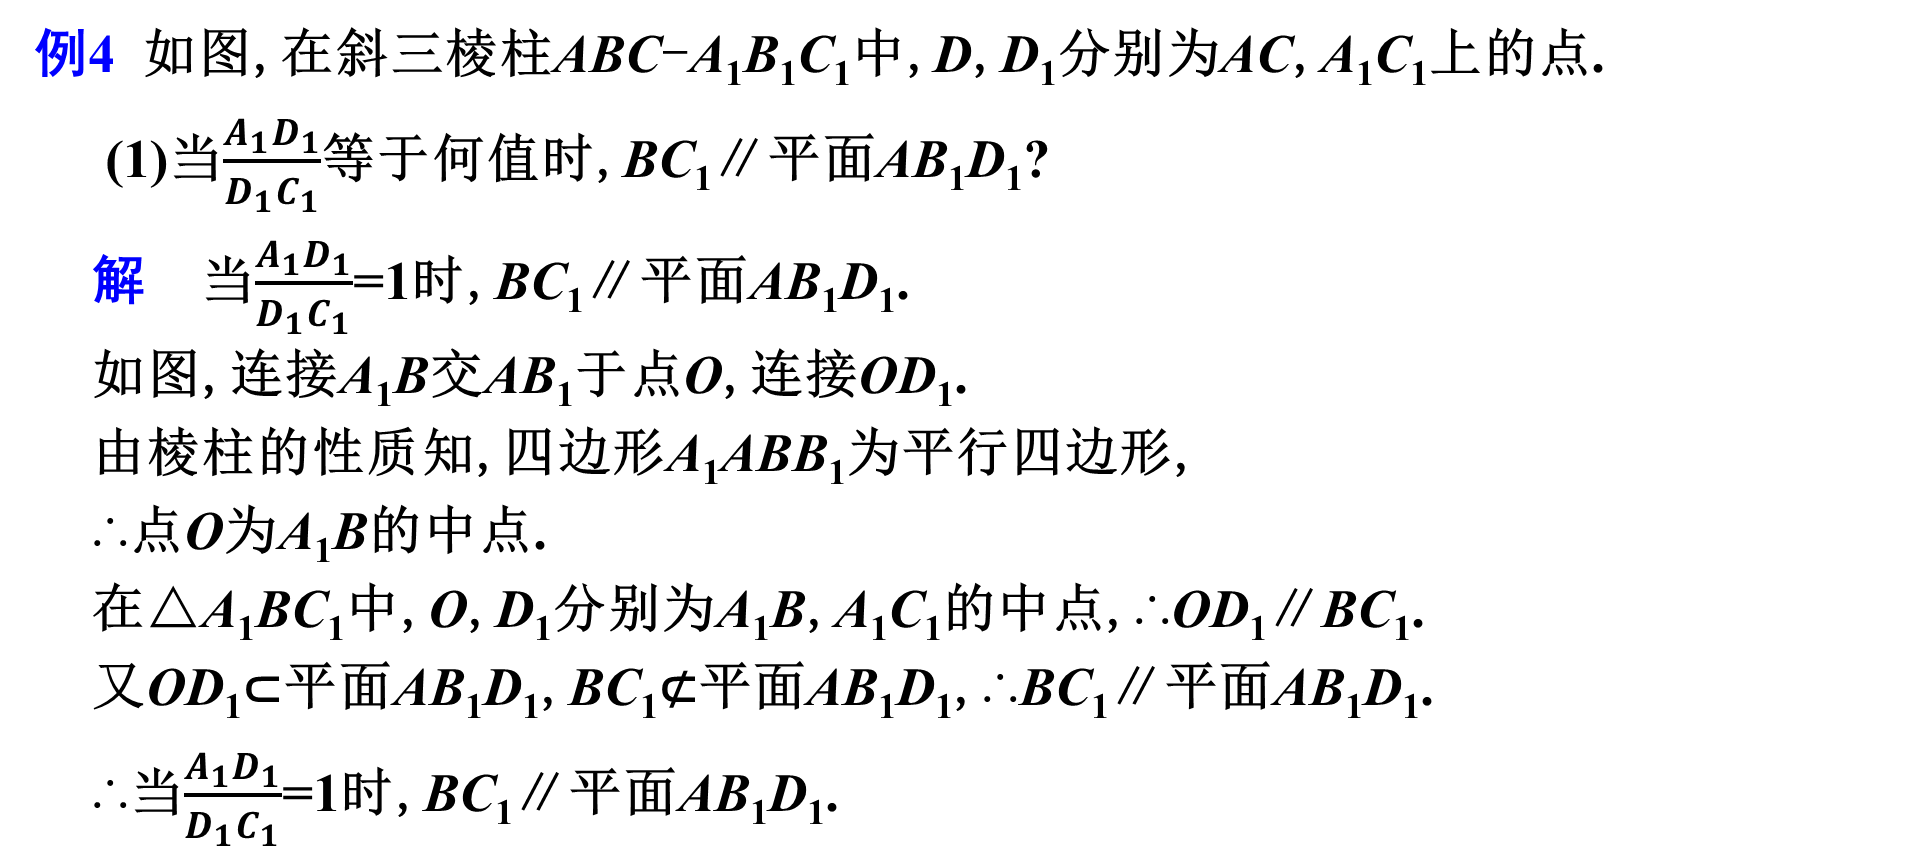 例4 如图,在斜三棱柱ABC-A₁B₁C₁中,D,D₁分别为AC,A₁C₁上的点.
(1)当A₁D₁/D₁C₁等于何值时,BC₁∥平面AB₁D₁?
解 当A₁D₁/D₁C₁=1时,BC₁∥平面AB₁D₁.
如图,连接A₁B交AB₁于点O,连接OD₁.
由棱柱的性质知,四边形A₁ABB₁为平行四边形,
∴点O为A₁B的中点.
在△A₁BC₁中,O,D₁分别为A₁B,A₁C₁的中点,∴OD₁∥BC₁.
又OD₁⊂平面AB₁D₁,BC₁⊄平面AB₁D₁,∴BC₁∥平面AB₁D₁.
∴当A₁D₁/D₁C₁=1时,BC₁∥平面AB₁D₁.